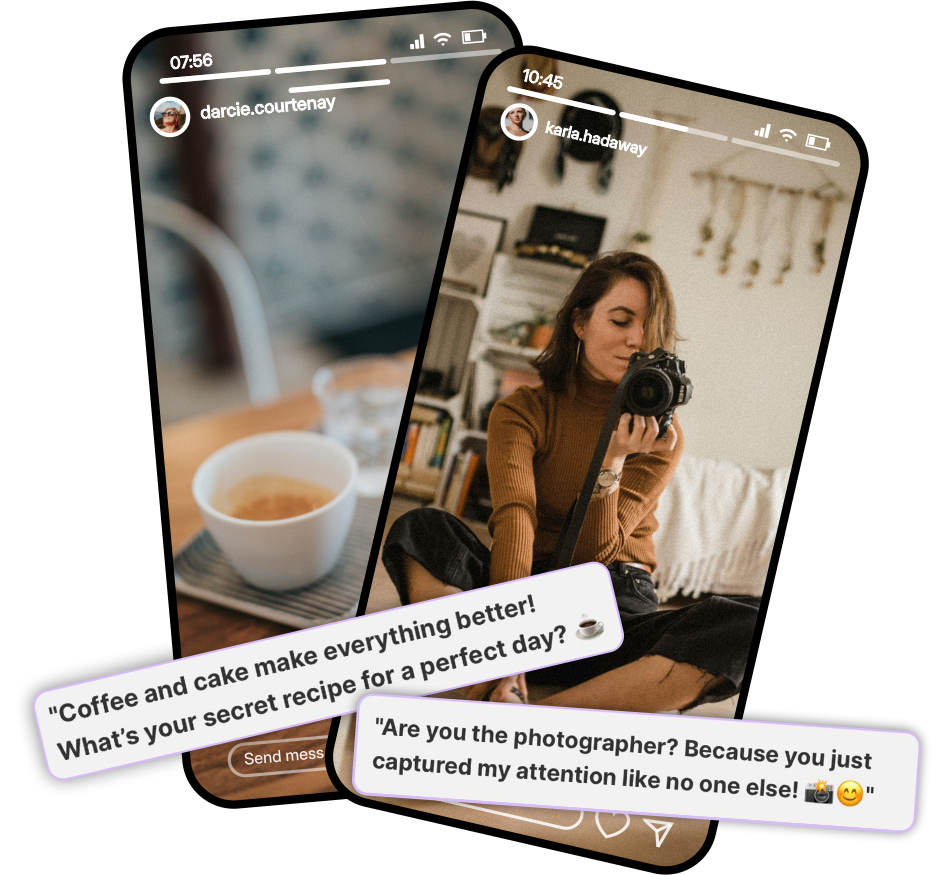 07:56
darcie.courtenay
10:45
karla.hadaway
"Coffee and cake make everything better!
What's your secret recipe for a perfect day? ☕
Send mess
"Are you the photographer? Because you just
captured my attention like no one else! 📸😊"